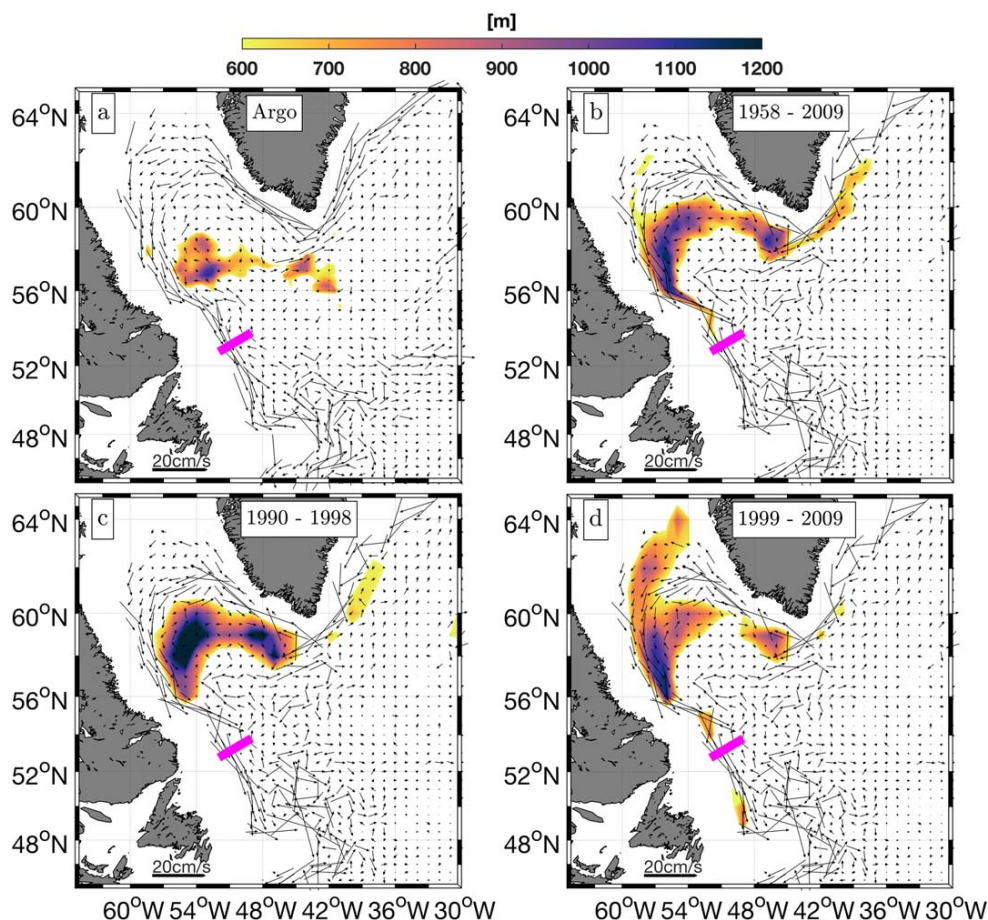 [m]
600 700 800 900 1000 1100 1200
a Argo b 1958 - 2009
64°N 64°N
60°N 60°N
56°N 56°N
52°N 52°N
48°N 48°N
20cm/s 20cm/s
c 1990 - 1998 d 1999 - 2009
64°N 64°N
60°N 60°N
56°N 56°N
52°N 52°N
48°N 48°N
20cm/s 20cm/s
60°W 54°W 48°W 42°W 36°W 30°W 60°W 54°W 48°W 42°W 36°W 30°W